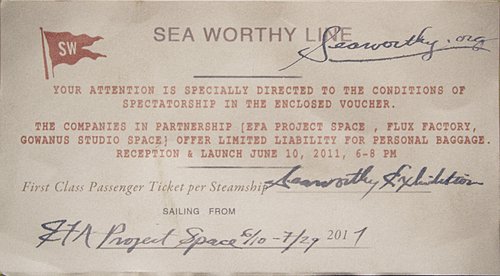 SW
SEA WORTHY LINE
Seaworthy.org
YOUR ATTENTION IS SPECIALLY DIRECTED TO THE CONDITIONS OF
SPECTATORSHIP IN THE ENCLOSED VOUCHER.
THE COMPANIES IN PARTNERSHIP {EFA PROJECT SPACE , FLUX FACTORY,
GOWANUS STUDIO SPACE} OFFER LIMITED LIABILITY FOR PERSONAL BAGGAGE.
RECEPTION & LAUNCH JUNE 10, 2011, 6-8 PM
First Class Passenger Ticket per Steamship Seaworthy Exhibition
SAILING FROM
EFA Project Space 6/10-7/29 2011